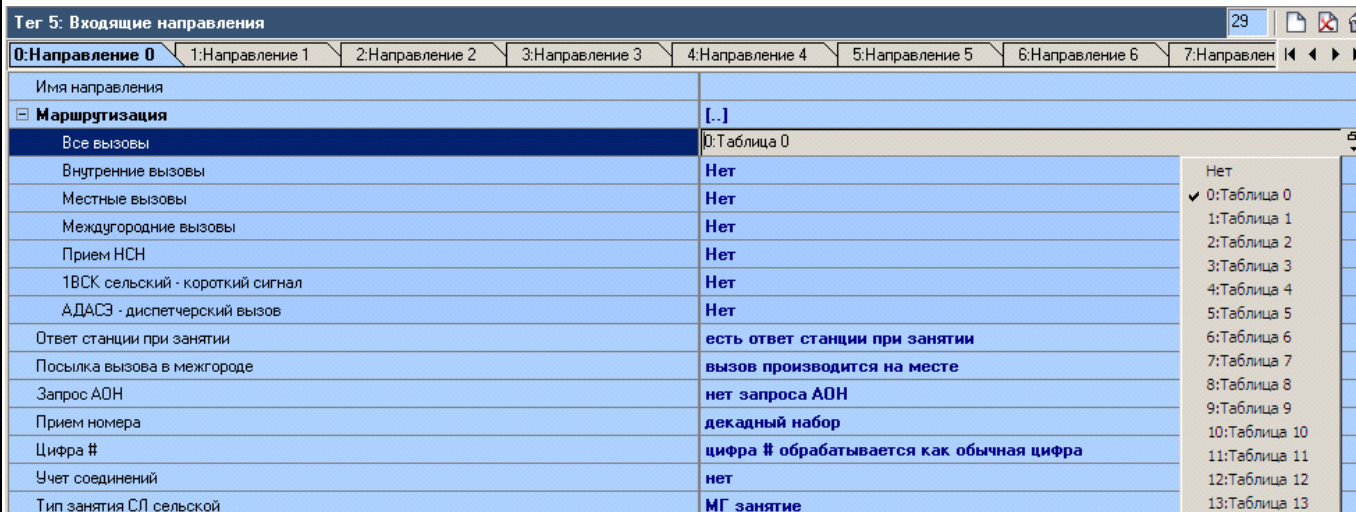 Тег 5: Входящие направления 29
0:Направление 0 1:Направление 1 2:Направление 2 3:Направление 3 4:Направление 4 5:Направление 5 6:Направление 6 7:Направлен
Имя направления
Маршрутизация [..]
Все вызовы 0:Таблица 0
Внутренние вызовы Нет
Местные вызовы Нет
Междугородние вызовы Нет
Прием НСН Нет
1ВСК сельский - короткий сигнал Нет
АДАСЭ - диспетчерский вызов Нет
Ответ станции при занятии есть ответ станции при занятии
Посылка вызова в межгороде вызов производится на месте
Запрос АОН нет запроса АОН
Прием номера декадный набор
Цифра # цифра # обрабатывается как обычная цифра
Учет соединений нет
Тип занятия СЛ сельской МГ занятие
Нет
0:Таблица 0
1:Таблица 1
2:Таблица 2
3:Таблица 3
4:Таблица 4
5:Таблица 5
6:Таблица 6
7:Таблица 7
8:Таблица 8
9:Таблица 9
10:Таблица 10
11:Таблица 11
12:Таблица 12
13:Таблица 13